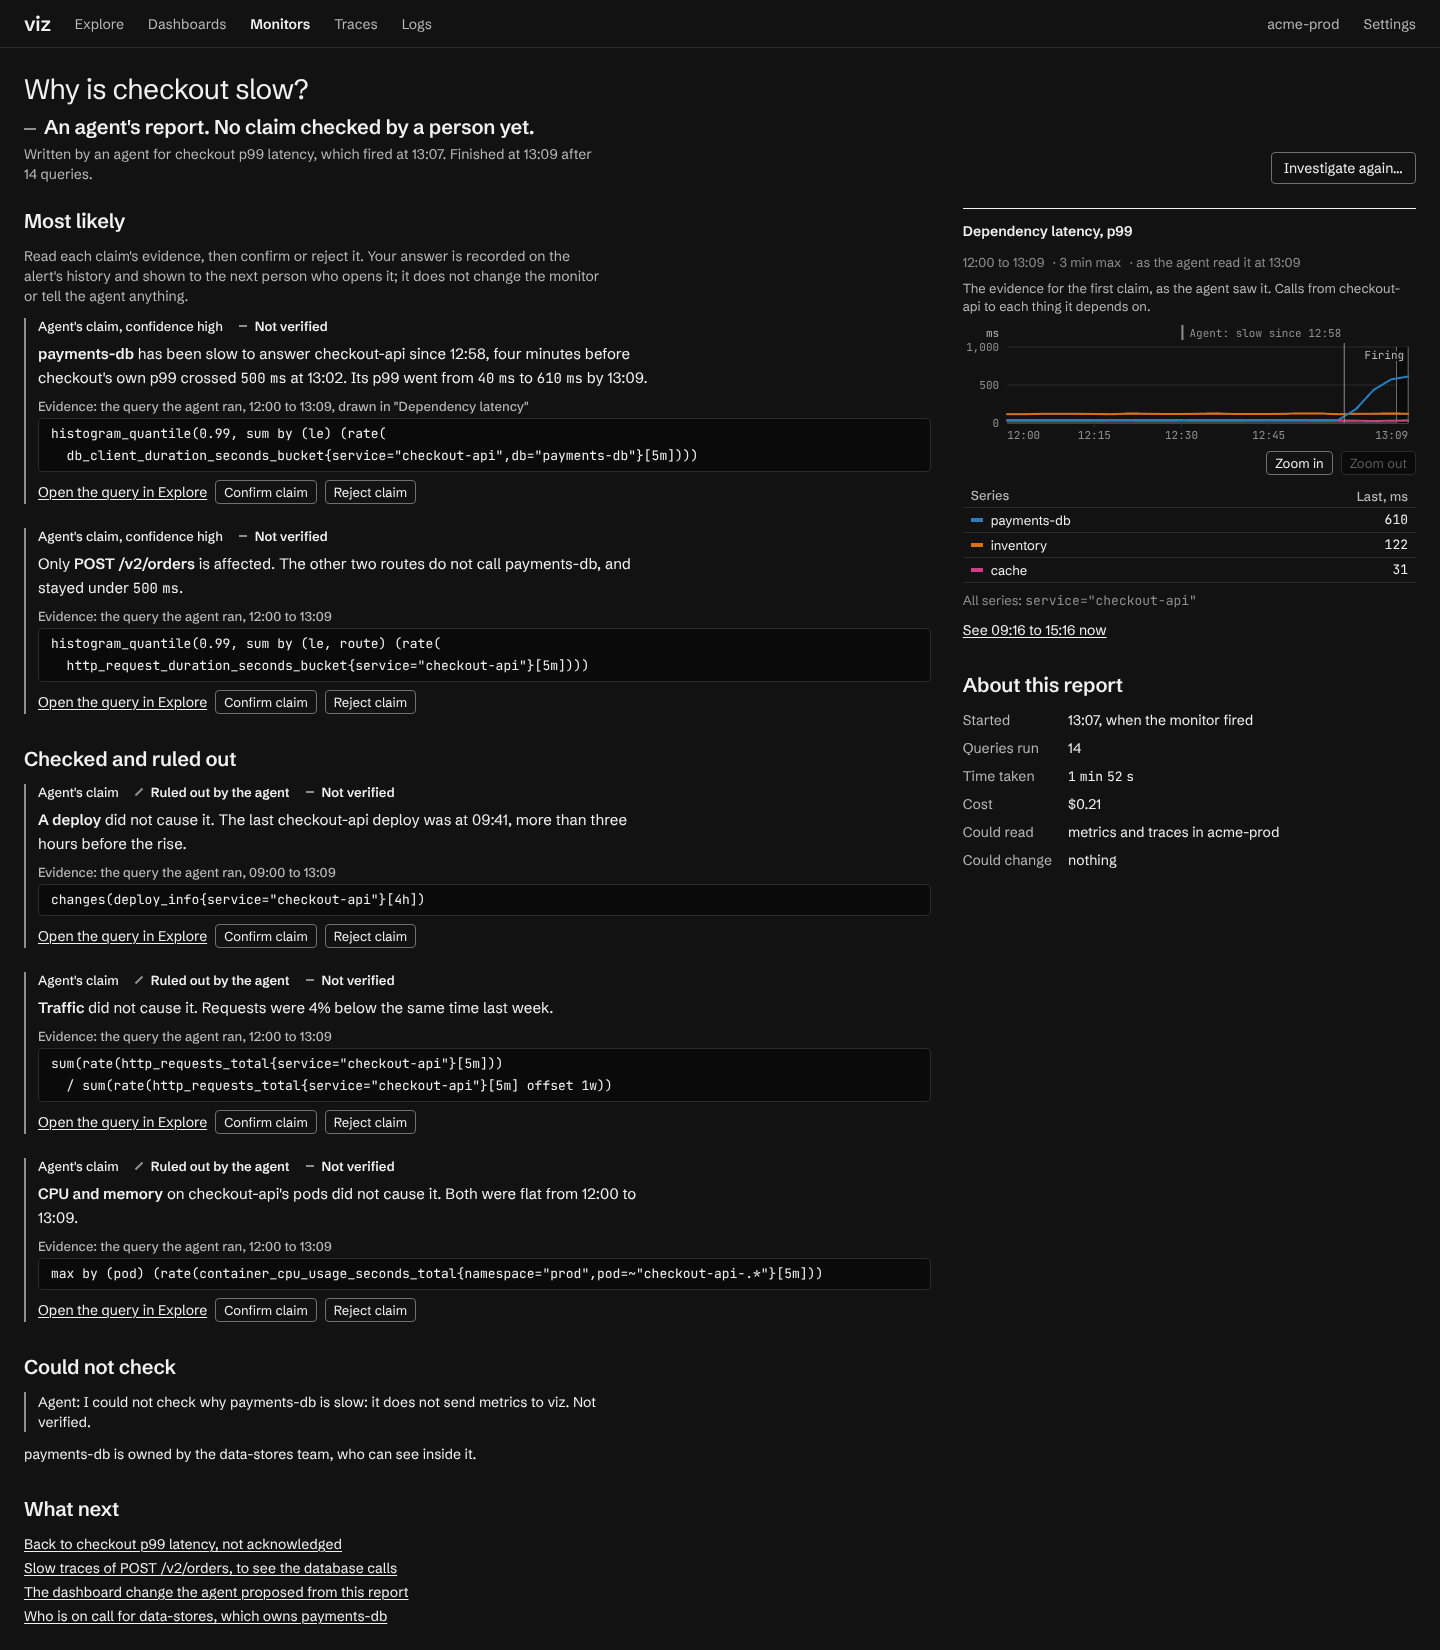 viz Explore Dashboards Monitors Traces Logs acme-prod Settings
Why is checkout slow?
— An agent's report. No claim checked by a person yet.
Written by an agent for checkout p99 latency, which fired at 13:07. Finished at 13:09 after
14 queries.
Investigate again…
Most likely
Read each claim's evidence, then confirm or reject it. Your answer is recorded on the
alert's history and shown to the next person who opens it; it does not change the monitor
or tell the agent anything.
Agent's claim, confidence high — Not verified
payments-db has been slow to answer checkout-api since 12:58, four minutes before
checkout's own p99 crossed 500 ms at 13:02. Its p99 went from 40 ms to 610 ms by 13:09.
Evidence: the query the agent ran, 12:00 to 13:09, drawn in "Dependency latency"
histogram_quantile(0.99, sum by (le) (rate(
db_client_duration_seconds_bucket{service="checkout-api",db="payments-db"}[5m])))
Open the query in Explore Confirm claim Reject claim
Agent's claim, confidence high — Not verified
Only POST /v2/orders is affected. The other two routes do not call payments-db, and
stayed under 500 ms.
Evidence: the query the agent ran, 12:00 to 13:09
histogram_quantile(0.99, sum by (le, route) (rate(
http_request_duration_seconds_bucket{service="checkout-api"}[5m])))
Open the query in Explore Confirm claim Reject claim
Checked and ruled out
Agent's claim Ruled out by the agent — Not verified
A deploy did not cause it. The last checkout-api deploy was at 09:41, more than three
hours before the rise.
Evidence: the query the agent ran, 09:00 to 13:09
changes(deploy_info{service="checkout-api"}[4h])
Open the query in Explore Confirm claim Reject claim
Agent's claim Ruled out by the agent — Not verified
Traffic did not cause it. Requests were 4% below the same time last week.
Evidence: the query the agent ran, 12:00 to 13:09
sum(rate(http_requests_total{service="checkout-api"}[5m]))
/ sum(rate(http_requests_total{service="checkout-api"}[5m] offset 1w))
Open the query in Explore Confirm claim Reject claim
Agent's claim Ruled out by the agent — Not verified
CPU and memory on checkout-api's pods did not cause it. Both were flat from 12:00 to
13:09.
Evidence: the query the agent ran, 12:00 to 13:09
max by (pod) (rate(container_cpu_usage_seconds_total{namespace="prod",pod=~"checkout-api-.*"}[5m]))
Open the query in Explore Confirm claim Reject claim
Could not check
Agent: I could not check why payments-db is slow: it does not send metrics to viz. Not
verified.
payments-db is owned by the data-stores team, who can see inside it.
What next
Back to checkout p99 latency, not acknowledged
Slow traces of POST /v2/orders, to see the database calls
The dashboard change the agent proposed from this report
Who is on call for data-stores, which owns payments-db
Dependency latency, p99
12:00 to 13:09 · 3 min max · as the agent read it at 13:09
The evidence for the first claim, as the agent saw it. Calls from checkout-
api to each thing it depends on.
ms Agent: slow since 12:58
1,000
Firing
500
0
12:00 12:15 12:30 12:45 13:09
Zoom in Zoom out
Series Last, ms
payments-db 610
inventory 122
cache 31
All series: service="checkout-api"
See 09:16 to 15:16 now
About this report
Started 13:07, when the monitor fired
Queries run 14
Time taken 1 min 52 s
Cost $0.21
Could read metrics and traces in acme-prod
Could change nothing